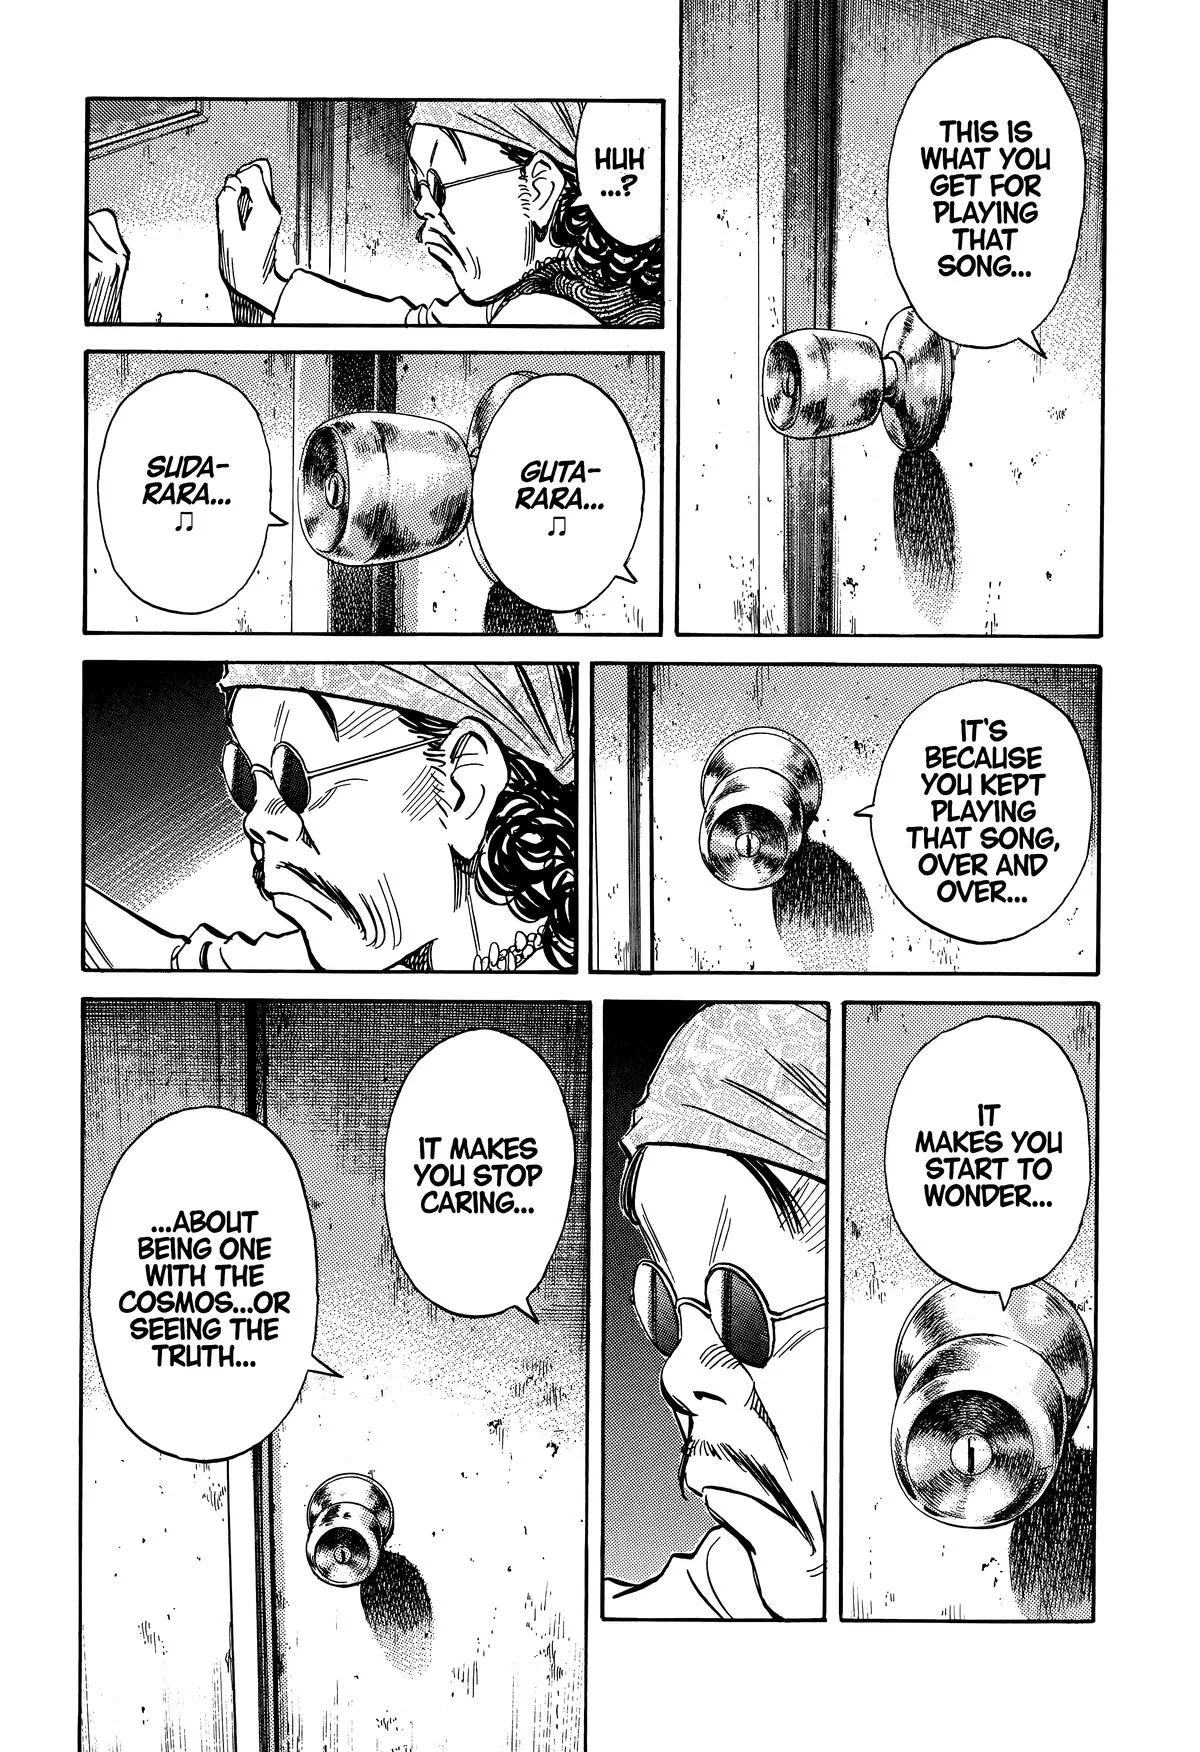 THIS IS
WHAT YOU
GET FOR
PLAYING
THAT
SONG...
HUH
...?
GUTA-
RARA...
♫
SUDA-
RARA...
♫
IT'S
BECAUSE
YOU KEPT
PLAYING
THAT SONG,
OVER AND
OVER...
IT
MAKES YOU
START TO
WONDER...
IT MAKES
YOU STOP
CARING...
...ABOUT
BEING ONE
WITH THE
COSMOS...OR
SEEING THE
TRUTH...